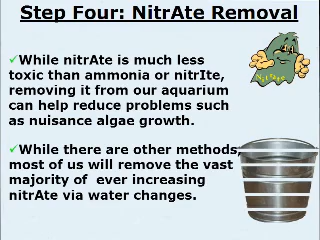 Step Four: NitrAte Removal
While nitrAte is much less
toxic than ammonia or nitrIte,
removing it from our aquarium
can help reduce problems such
as nuisance algae growth.
While there are other methods,
most of us will remove the vast
majority of ever increasing
nitrAte via water changes.